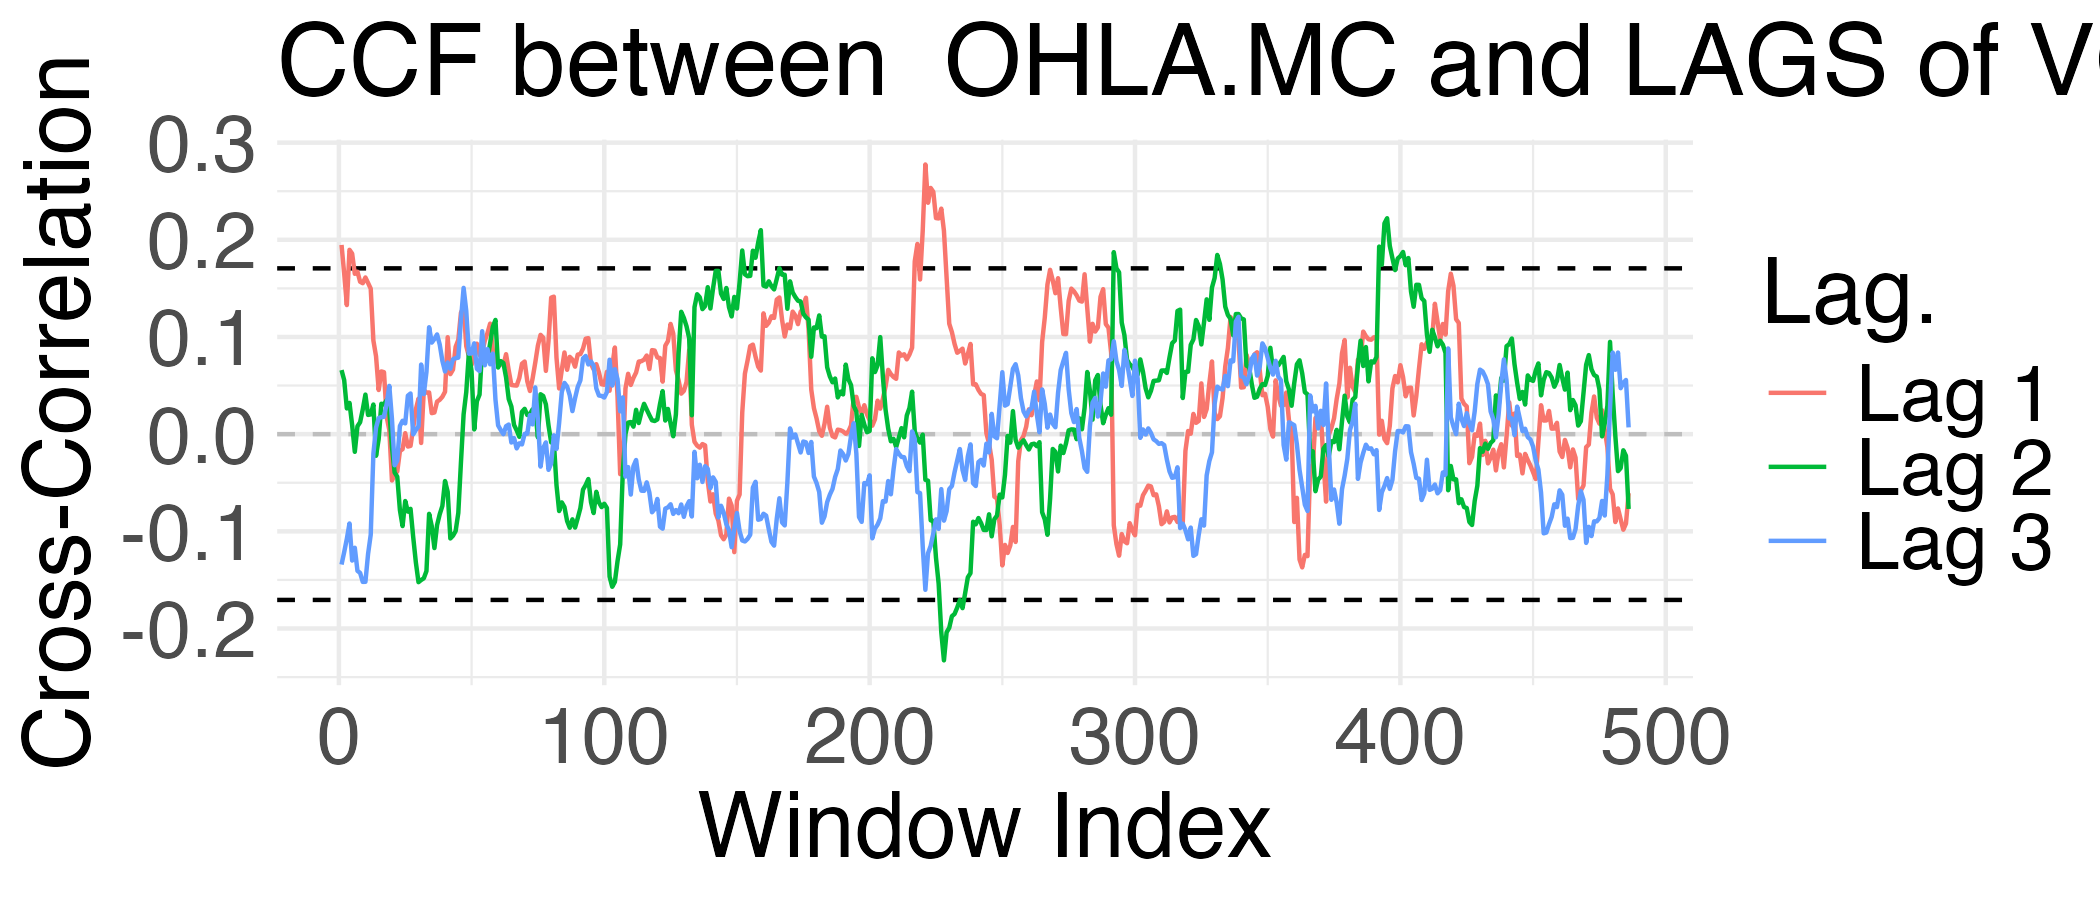 CCF between OHLA.MC and LAGS of
Cross-Correlation
0.3
0.2
0.1
0.0
-0.1
-0.2
0
100
200
300
400
500
Window Index
Lag.
Lag 1
Lag 2
Lag 3